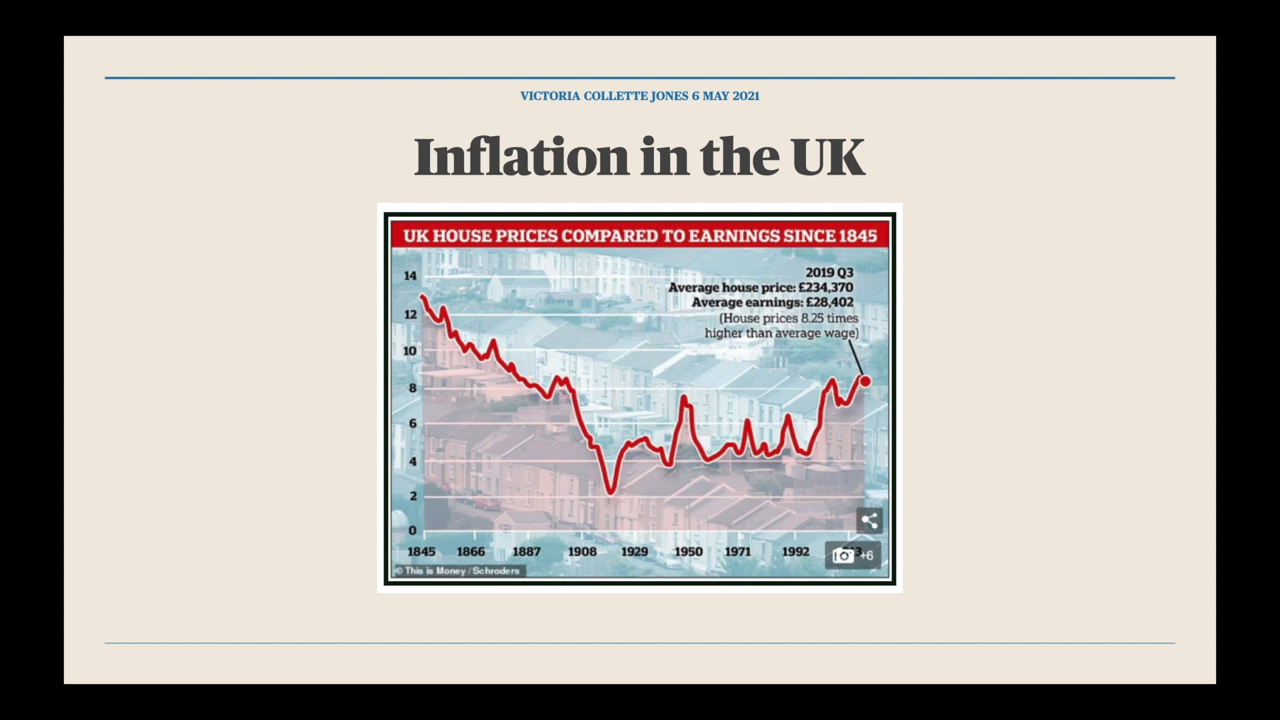 VICTORIA COLLETTE JONES 6 MAY 2021
Inflation in the UK
UK HOUSE PRICES COMPARED TO EARNINGS SINCE 1845
2019 Q3
Average house price: £234,370
Average earnings: £28,402
(House prices 8.25 times
higher than average wage)
14
12
10
8
6
4
2
0
1845 1866 1887 1908 1929 1950 1971 1992
+6
© This is Money / Schroders